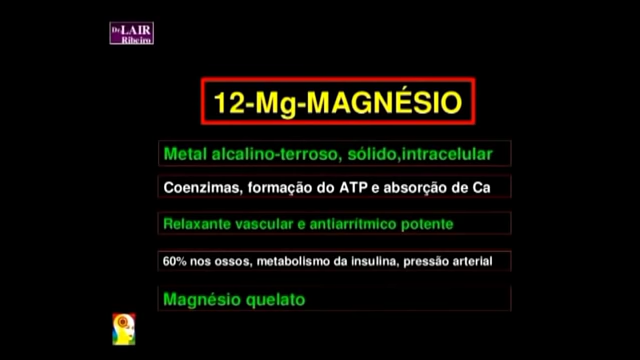 Dr. LAIR
Ribeiro
12-Mg-MAGNÉSIO
Metal alcalino-terroso, sólido,intracelular
Coenzimas, formação do ATP e absorção de Ca
Relaxante vascular e antiarrítmico potente
60% nos ossos, metabolismo da insulina, pressão arterial
Magnésio quelato